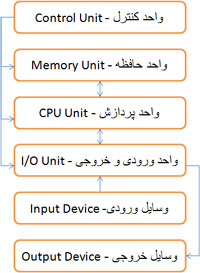 Control Unit - واحد کنترل
Memory Unit - واحد حافظه
CPU Unit - واحد پردازش
I/O Unit - واحد ورودی و خروجی
Input Device- وسایل ورودی
Output Device - وسایل خروجی